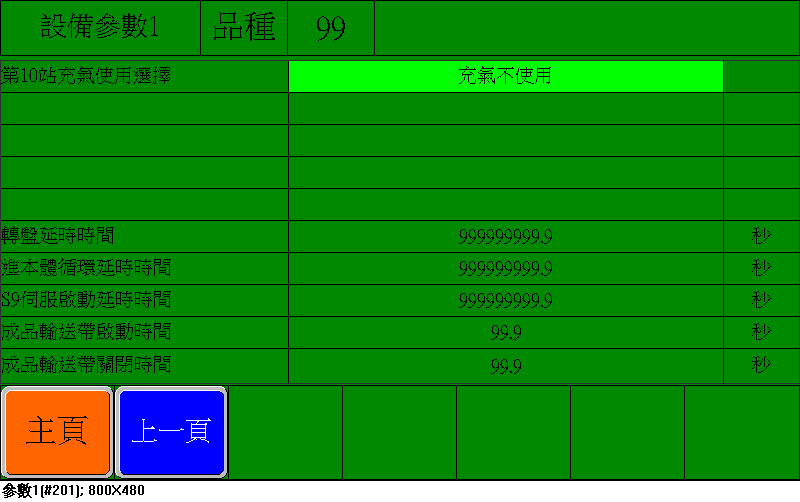 設備參數1 品種 99
第10站充氣使用選擇 充氣不使用
轉盤延時時間 999999999.9 秒
進本體循環延時時間 999999999.9 秒
S9伺服啟動延時時間 999999999.9 秒
成品輸送帶啟動時間 99.9 秒
成品輸送帶關閉時間 99.9 秒
主頁 上一頁
參數1(#201); 800X480